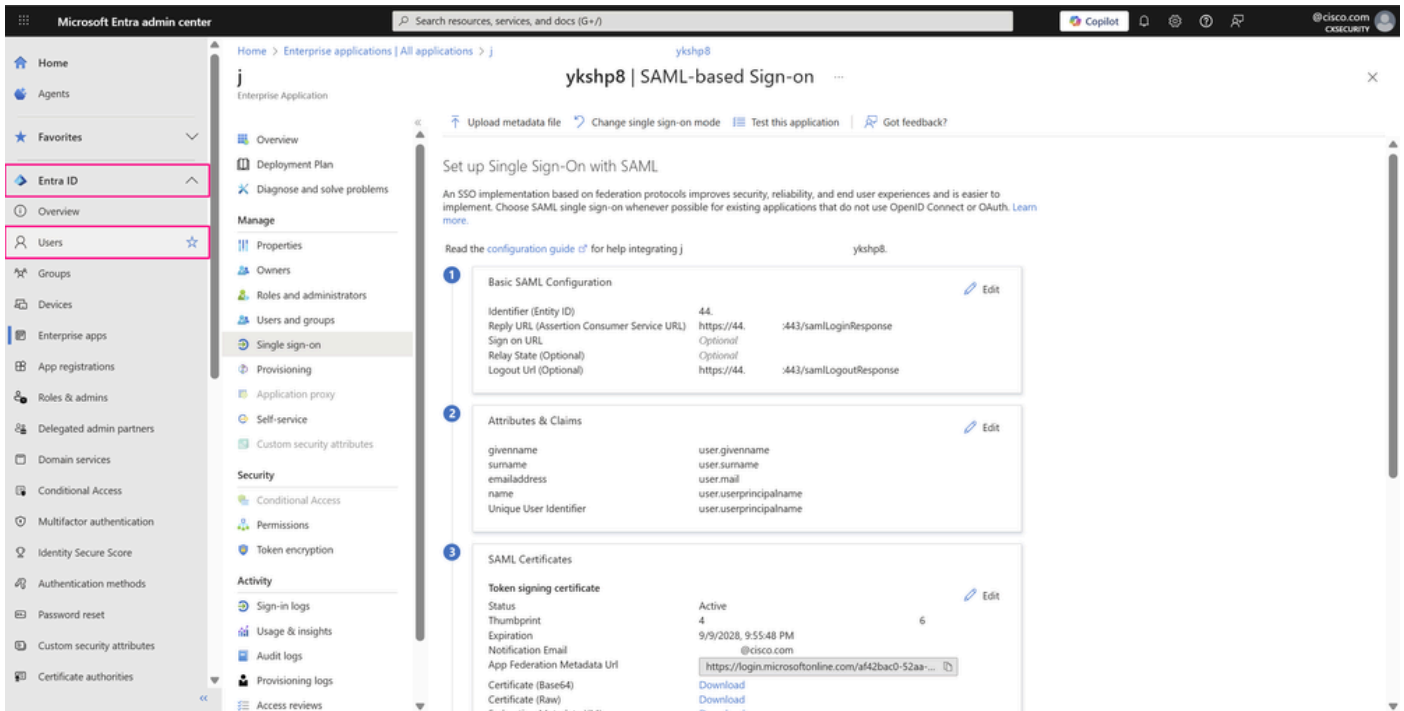 Microsoft Entra admin center
Search resources, services, and docs (G+/)
Copilot
@cisco.com
CXSECURITY
Home
Agents
Favorites
Entra ID
Overview
Users
Groups
Devices
Enterprise apps
App registrations
Roles & admins
Delegated admin partners
Domain services
Conditional Access
Multifactor authentication
Identity Secure Score
Authentication methods
Password reset
Custom security attributes
Certificate authorities
«
Home > Enterprise applications | All applications > j ykshp8
j ykshp8 | SAML-based Sign-on ...
Enterprise Application
«
Overview
Deployment Plan
Diagnose and solve problems
Manage
Properties
Owners
Roles and administrators
Users and groups
Single sign-on
Provisioning
Application proxy
Self-service
Custom security attributes
Security
Conditional Access
Permissions
Token encryption
Activity
Sign-in logs
Usage & insights
Audit logs
Provisioning logs
Access reviews
Upload metadata file Change single sign-on mode Test this application | Got feedback?
Set up Single Sign-On with SAML
An SSO implementation based on federation protocols improves security, reliability, and end user experiences and is easier to
implement. Choose SAML single sign-on whenever possible for existing applications that do not use OpenID Connect or OAuth. Learn
more.
Read the configuration guide for help integrating j ykshp8.
1
Basic SAML Configuration
Edit
Identifier (Entity ID) 44.
Reply URL (Assertion Consumer Service URL) https://44. :443/samlLoginResponse
Sign on URL Optional
Relay State (Optional) Optional
Logout Url (Optional) https://44. :443/samlLogoutResponse
2
Attributes & Claims
Edit
givenname user.givenname
surname user.surname
emailaddress user.mail
name user.userprincipalname
Unique User Identifier user.userprincipalname
3
SAML Certificates
Token signing certificate
Edit
Status Active
Thumbprint 4 6
Expiration 9/9/2028, 9:55:48 PM
Notification Email @cisco.com
App Federation Metadata Url https://login.microsoftonline.com/af42bac0-52aa-...
Certificate (Base64) Download
Certificate (Raw) Download